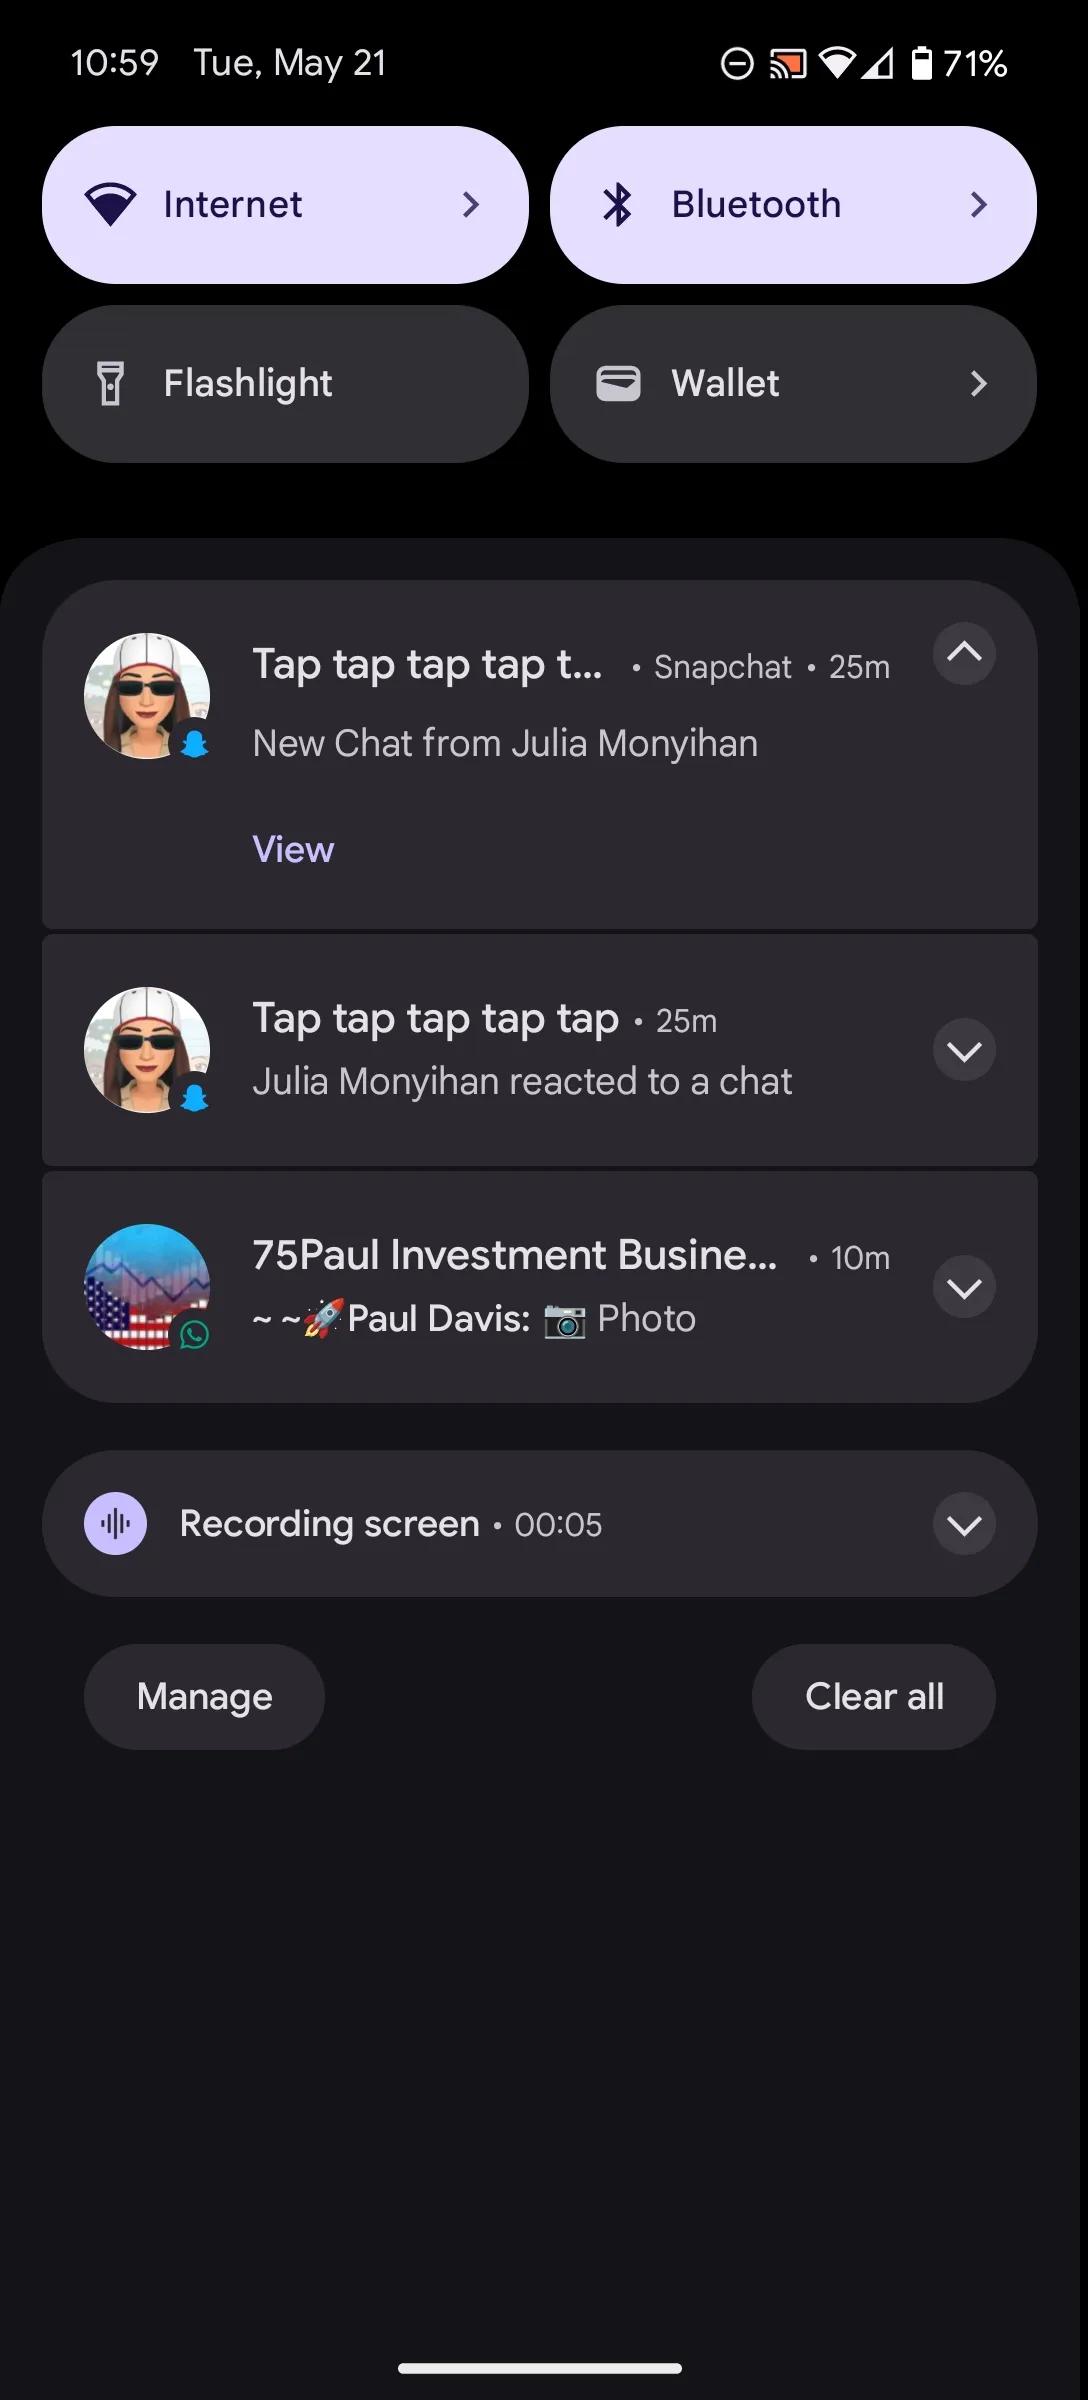 10:59 Tue, May 21 71%
Internet Bluetooth
Flashlight Wallet
Tap tap tap tap t... • Snapchat • 25m
New Chat from Julia Monyihan
View
Tap tap tap tap tap • 25m
Julia Monyihan reacted to a chat
75Paul Investment Busine... • 10m
~ ~🚀Paul Davis: 📷 Photo
Recording screen • 00:05
Manage Clear all